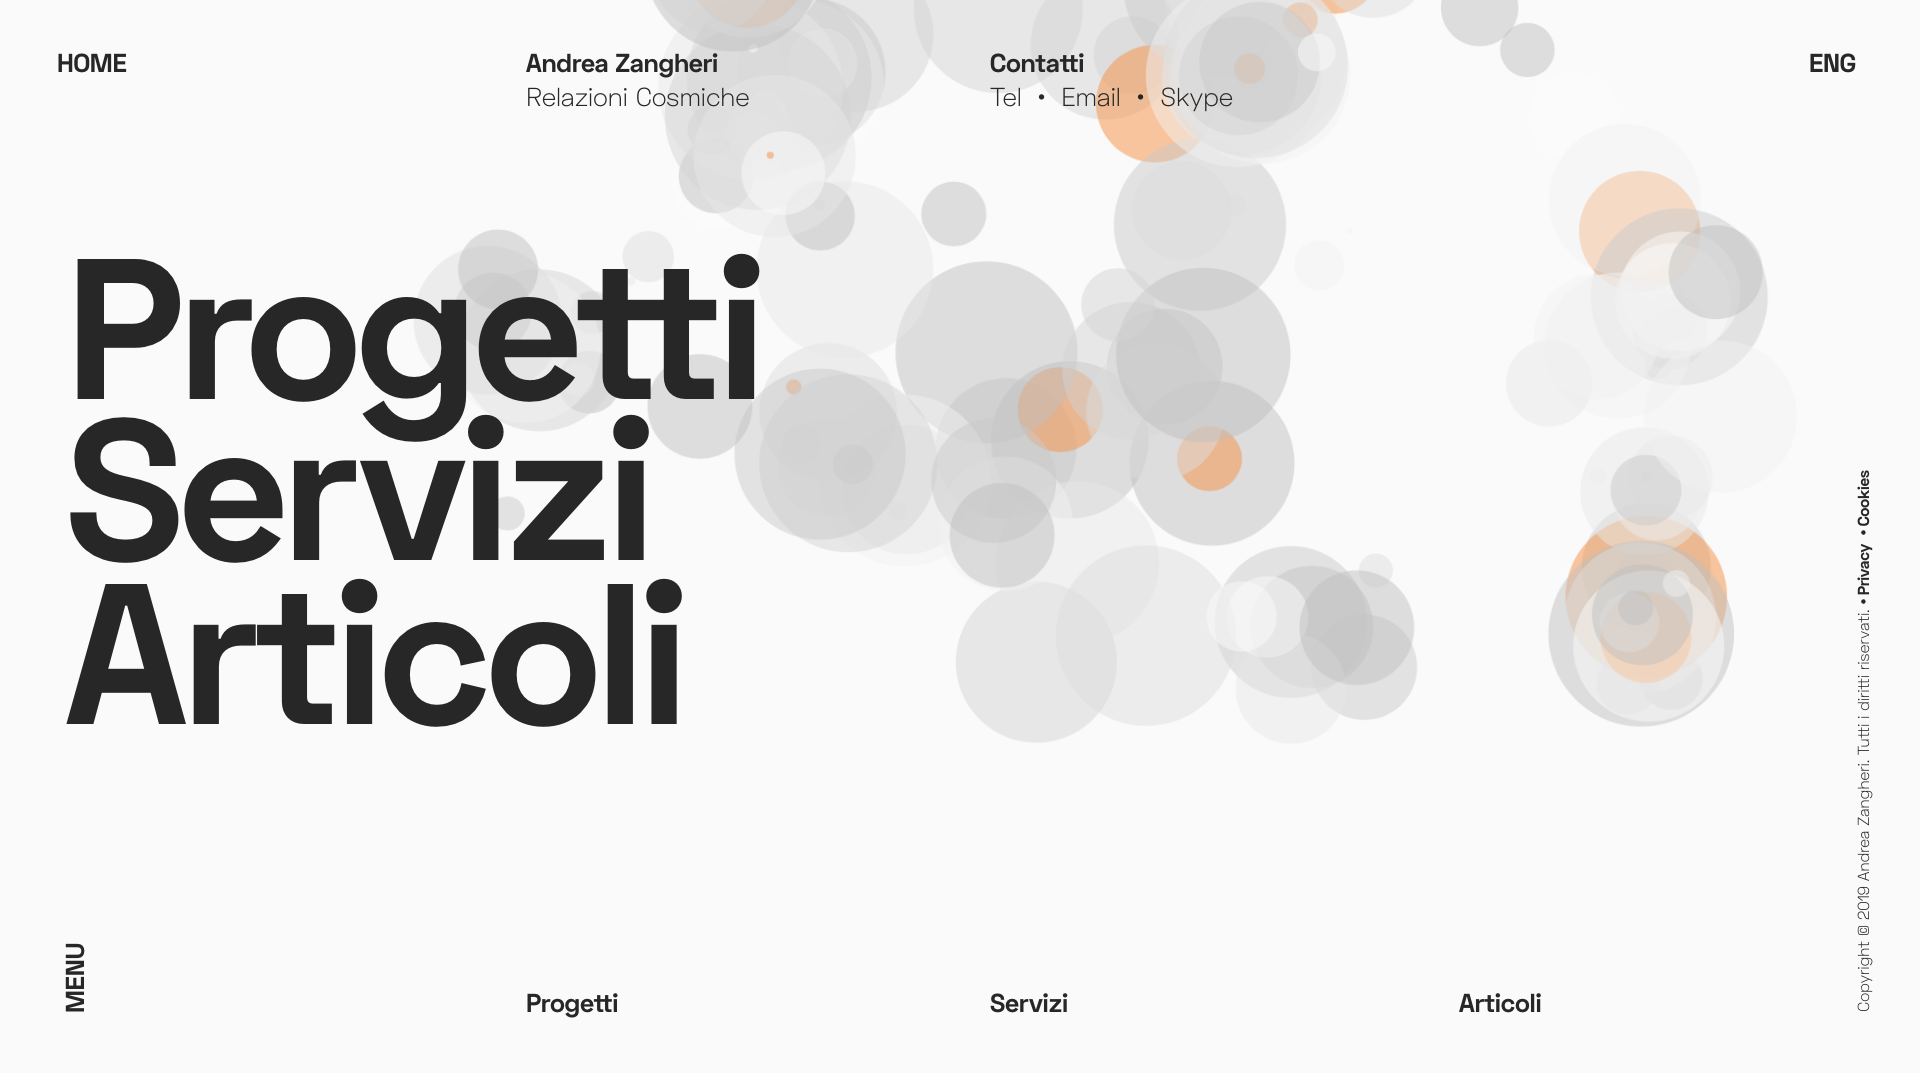 HOME
Andrea Zangheri
Relazioni Cosmiche
Contatti
Tel • Email • Skype
ENG
Progetti
Servizi
Articoli
Copyright © 2019 Andrea Zangheri. Tutti i diritti riservati. • Privacy • Cookies
MENU
Progetti
Servizi
Articoli